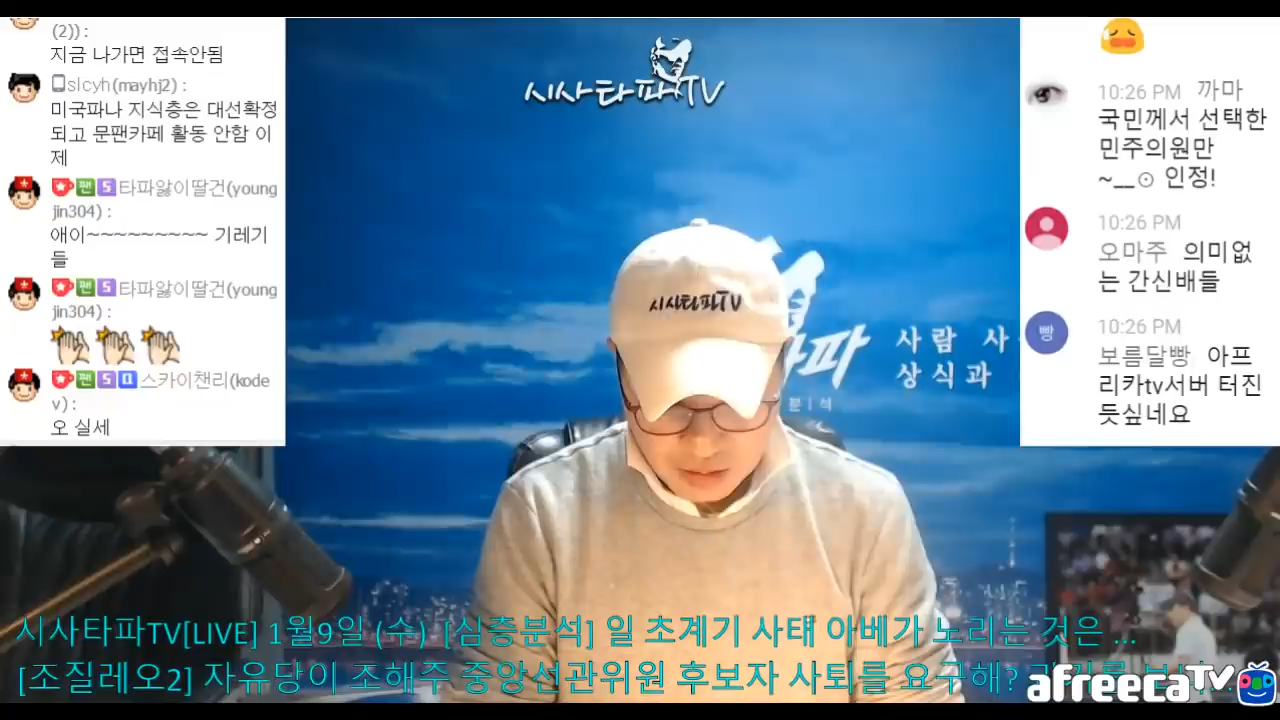 (2)) :
지금 나가면 접속안됨
slcyh(mayhj2) :
미국파나 지식층은 대선확정
되고 문팬카페 활동 안함 이
제
팬 S 타파앓이딸건(young
jin304) :
애이~~~~~~~~~ 기레기
들
팬 S 타파앓이딸건(young
jin304) :
팬 S 스카이챈리(kode
v) :
오 실세
시사타파TV
시사타파TV
파
사람 사
상식과
분|석
10:26 PM 까마
국민께서 선택한
민주의원만
~__⊙ 인정!
10:26 PM
오마주 의미없
는 간신배들
빵
10:26 PM
보름달빵 아프
리카tv서버 터진
듯싶네요
시사타파TV[LIVE] 1월9일 (수) [심층분석] 일 초계기 사태 아베가 노리는 것은 ...
[조질레오2] 자유당이 조해주 중앙선관위원 후보자 사퇴를 요구해?
afreecaTV